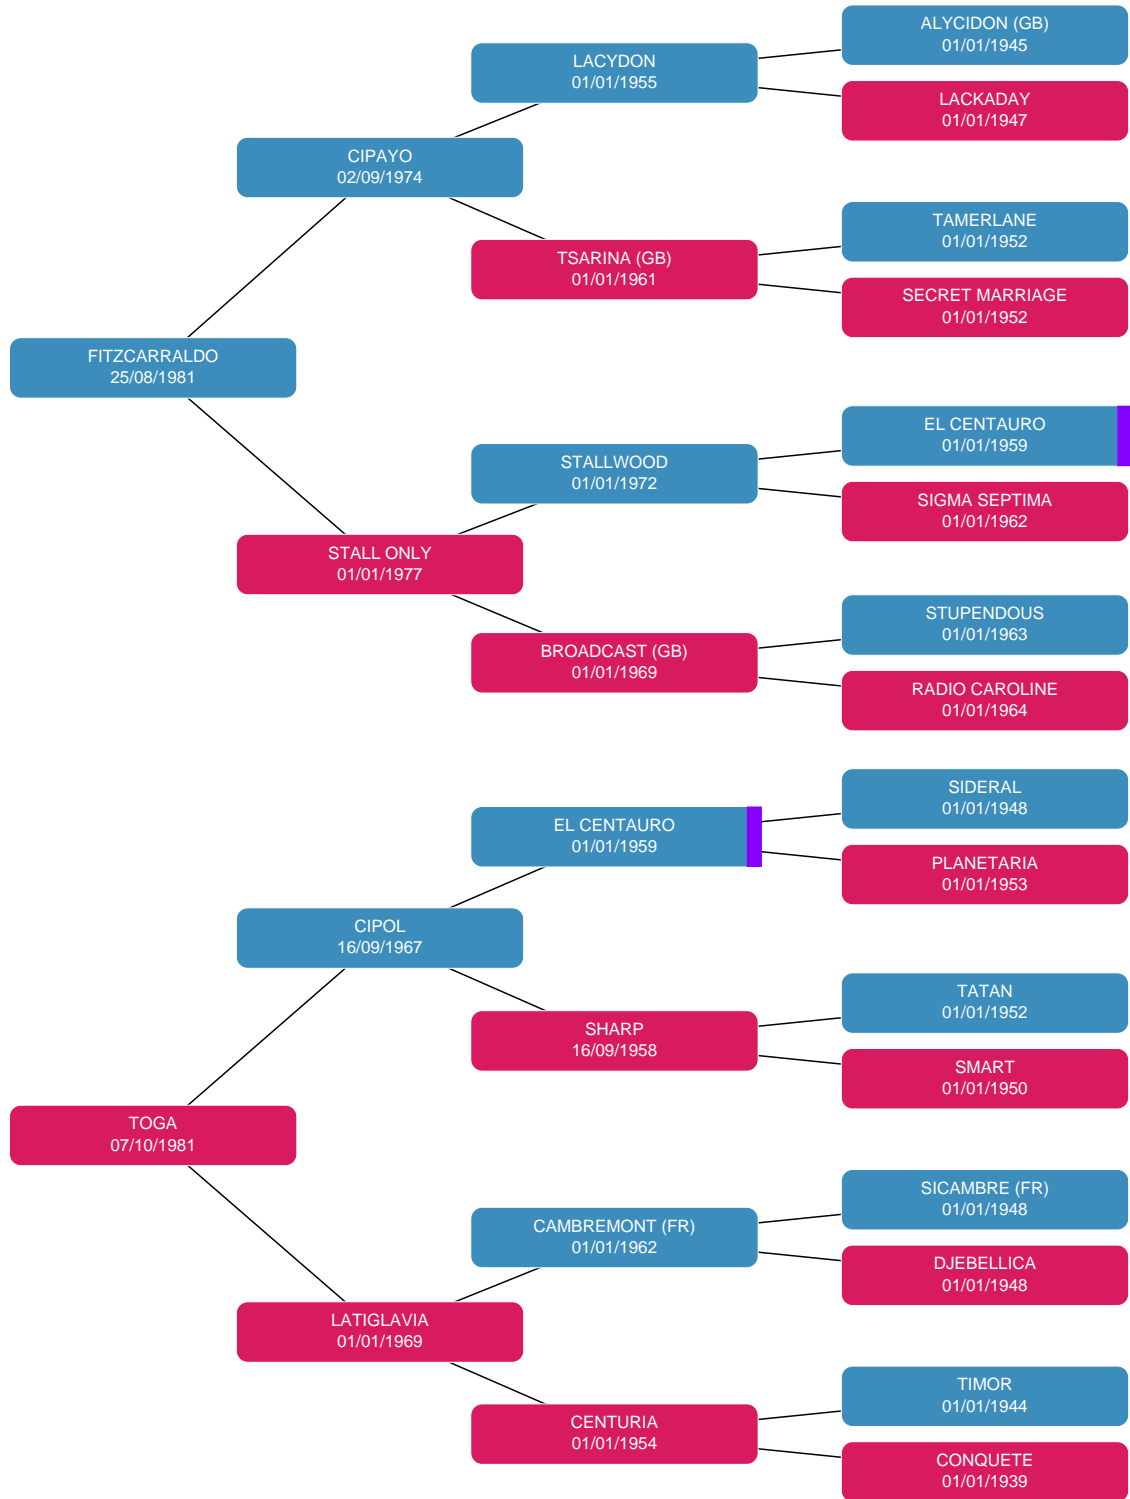 ALYCIDON (GB)
01/01/1945
LACYDON
01/01/1955
LACKADAY
01/01/1947
CIPAYO
02/09/1974
TAMERLANE
01/01/1952
TSARINA (GB)
01/01/1961
SECRET MARRIAGE
01/01/1952
FITZCARRALDO
25/08/1981
EL CENTAURO
01/01/1959
STALLWOOD
01/01/1972
SIGMA SEPTIMA
01/01/1962
STALL ONLY
01/01/1977
STUPENDOUS
01/01/1963
BROADCAST (GB)
01/01/1969
RADIO CAROLINE
01/01/1964
SIDERAL
01/01/1948
EL CENTAURO
01/01/1959
PLANETARIA
01/01/1953
CIPOL
16/09/1967
TATAN
01/01/1952
SHARP
16/09/1958
SMART
01/01/1950
TOGA
07/10/1981
SICAMBRE (FR)
01/01/1948
CAMBREMONT (FR)
01/01/1962
DJEBELLICA
01/01/1948
LATIGLAVIA
01/01/1969
TIMOR
01/01/1944
CENTURIA
01/01/1954
CONQUETE
01/01/1939